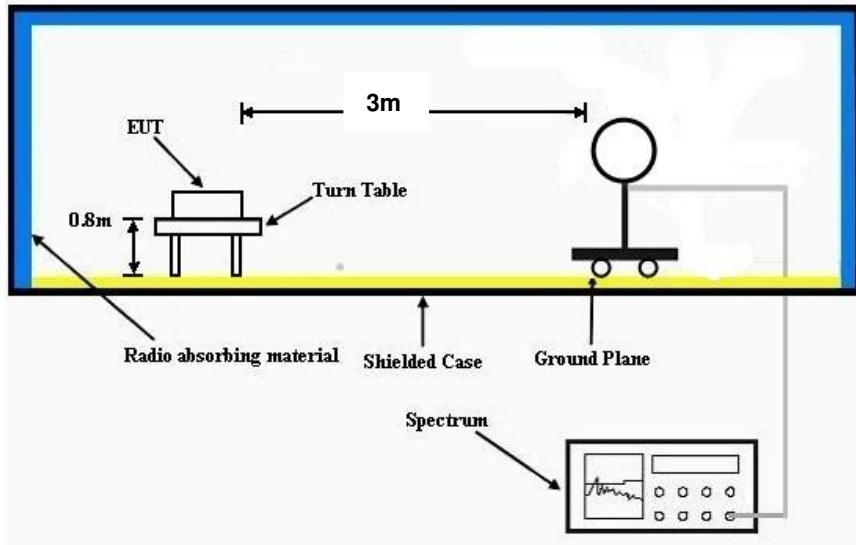 3m
EUT
Turn Table
0.8m
Radio absorbing material
Shielded Case
Ground Plane
Spectrum